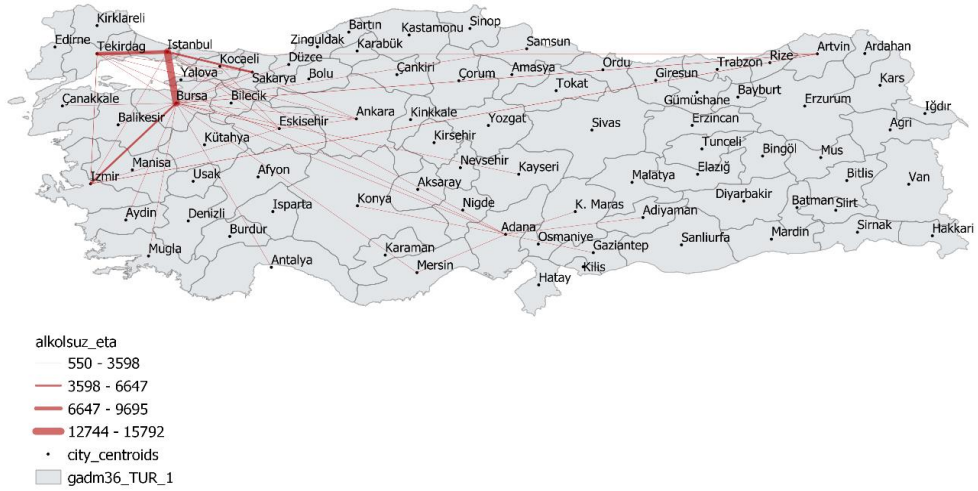 Kirklareli
Edirne
Tekirdag
Istanbul
Kocaeli
Sakarya
Yalova
Bursa
Bilecik
Düzce
Bolu
Zinguldak
Bartın
Karabük
Kastamonu
Sinop
Samsun
Çankiri
Çorum
Amasya
Tokat
Ordu
Giresun
Trabzon
Rize
Artvin
Ardahan
Kars
Iğdır
Agri
Gümüshane
Bayburt
Erzincan
Erzurum
Çanakkale
Balikesir
Kütahya
Eskisehir
Ankara
Kinkkale
Kirsehir
Yozgat
Sivas
Tunceli
Bingöl
Mus
Bitlis
Van
Izmir
Manisa
Usak
Afyon
Nevsehir
Kayseri
Aksaray
Malatya
Elazığ
Diyarbakir
Batman
Siirt
Sirnak
Hakkari
Aydin
Denizli
Isparta
Burdur
Konya
Nigde
Adana
K. Maras
Adiyaman
Osmaniye
Gaziantep
Sanliurfa
Mardin
Mugla
Antalya
Karaman
Mersin
Kilis
Hatay
alkolsuz_eta
550 - 3598
3598 - 6647
6647 - 9695
12744 - 15792
city_centroids
gadm36_TUR_1